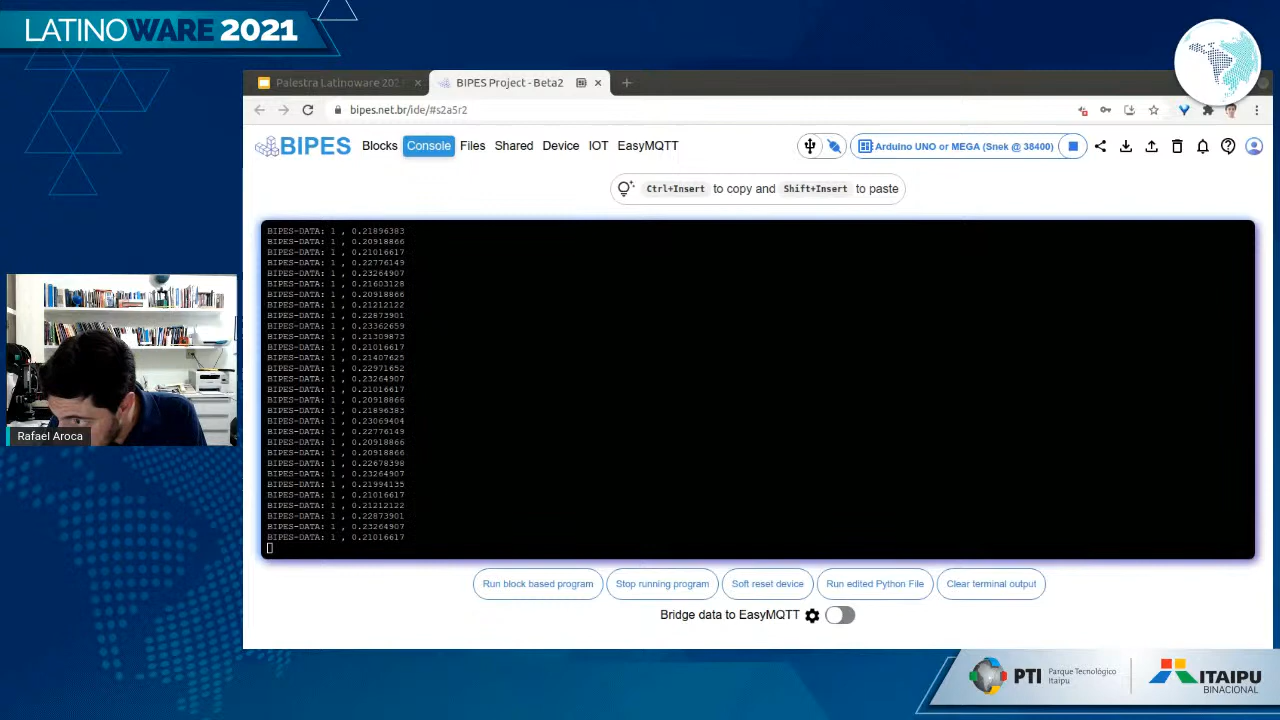 LATINOWARE 2021
Palestra Latinoware 202
BIPES Project - Beta2
bipes.net.br/ide/#s2a5r2
BIPES Blocks Console Files Shared Device IOT EasyMQTT Arduino UNO or MEGA (Snek @ 38400)
Ctrl+Insert to copy and Shift+Insert to paste
BIPES-DATA: 1 , 0.21896383
BIPES-DATA: 1 , 0.20918866
BIPES-DATA: 1 , 0.21016617
BIPES-DATA: 1 , 0.22776149
BIPES-DATA: 1 , 0.23264907
BIPES-DATA: 1 , 0.21603128
BIPES-DATA: 1 , 0.20918866
BIPES-DATA: 1 , 0.21212122
BIPES-DATA: 1 , 0.22873901
BIPES-DATA: 1 , 0.23362659
BIPES-DATA: 1 , 0.21309873
BIPES-DATA: 1 , 0.21016617
BIPES-DATA: 1 , 0.21407625
BIPES-DATA: 1 , 0.22971652
BIPES-DATA: 1 , 0.23264907
BIPES-DATA: 1 , 0.21016617
BIPES-DATA: 1 , 0.20918866
BIPES-DATA: 1 , 0.21896383
BIPES-DATA: 1 , 0.23069404
BIPES-DATA: 1 , 0.22776149
BIPES-DATA: 1 , 0.20918866
BIPES-DATA: 1 , 0.20918866
BIPES-DATA: 1 , 0.22678398
BIPES-DATA: 1 , 0.23264907
BIPES-DATA: 1 , 0.21994135
BIPES-DATA: 1 , 0.21016617
BIPES-DATA: 1 , 0.21212122
BIPES-DATA: 1 , 0.22873901
BIPES-DATA: 1 , 0.23264907
BIPES-DATA: 1 , 0.21016617
Rafael Aroca
Run block based program Stop running program Soft reset device Run edited Python File Clear terminal output
Bridge data to EasyMQTT
PTI Parque Tecnológico
Itaipu
ITAIPU
BINACIONAL